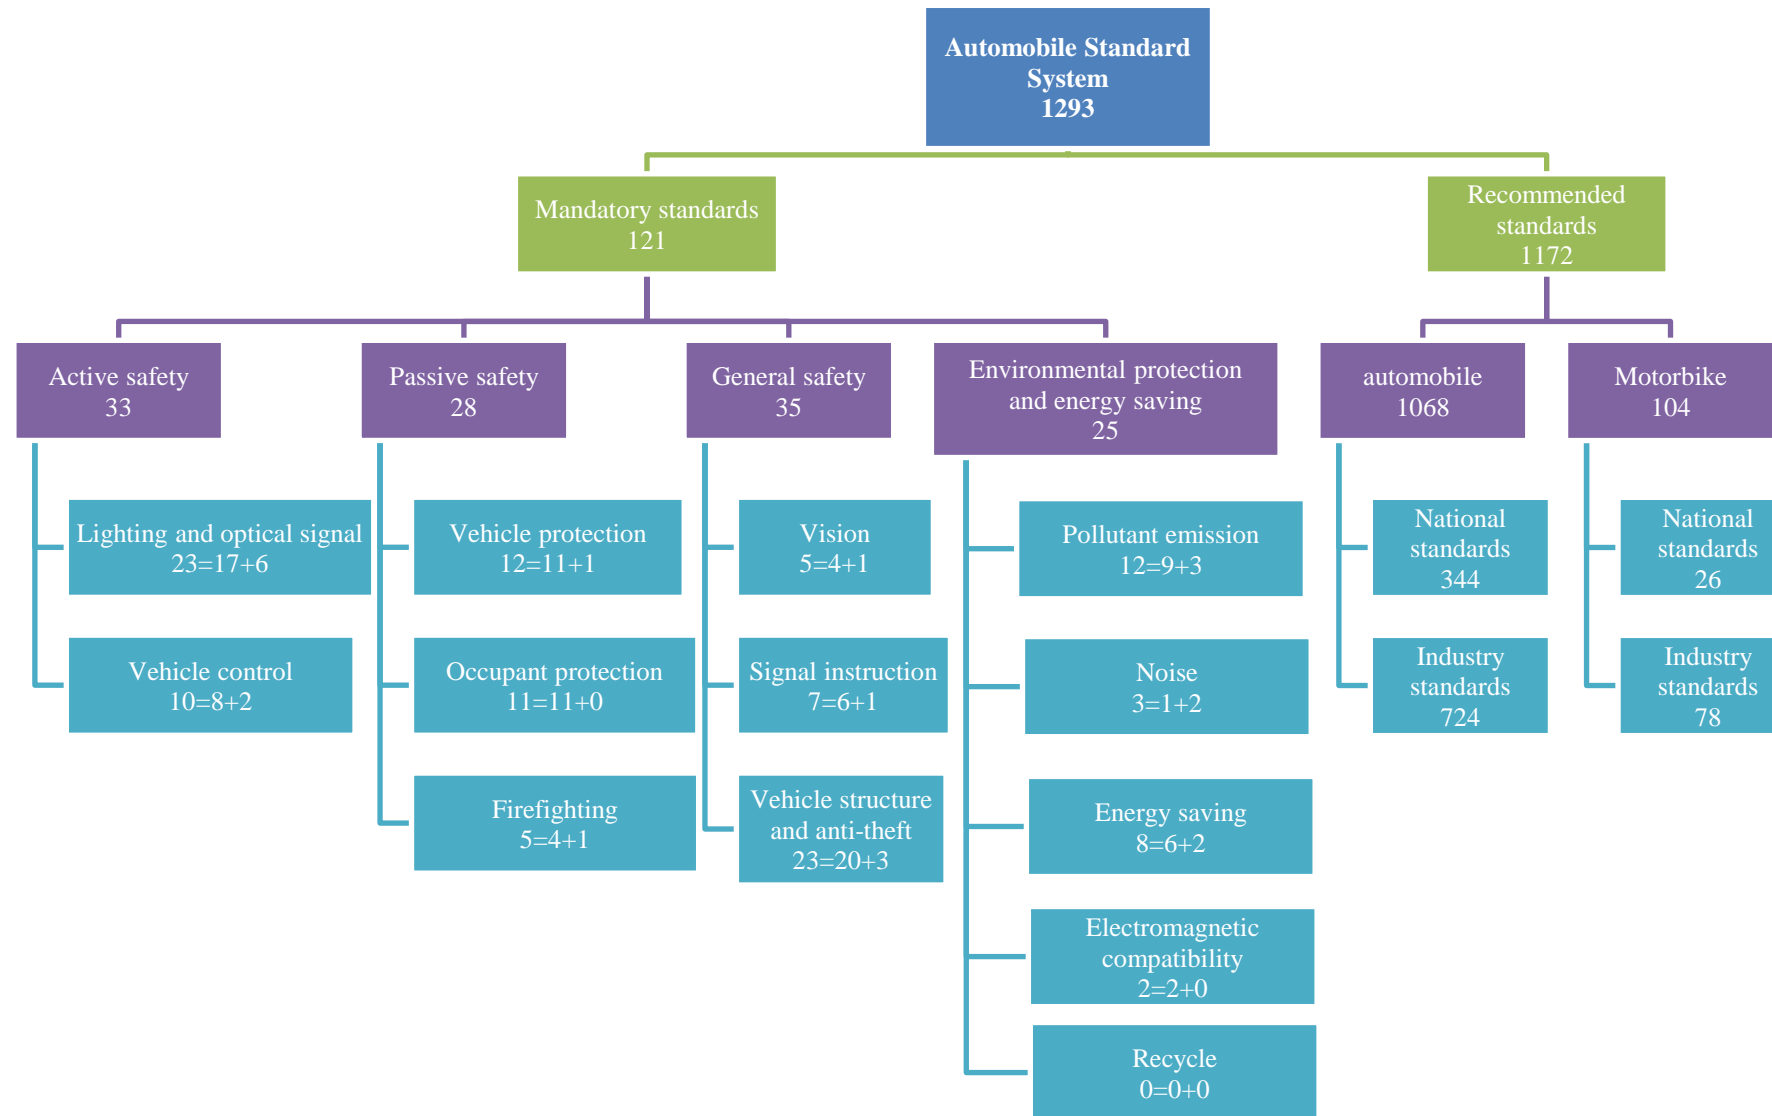 Automobile Standard
System
1293
Mandatory standards
121
Recommended
standards
1172
Active safety
33
Passive safety
28
General safety
35
Environmental protection
and energy saving
25
automobile
1068
Motorbike
104
Lighting and optical signal
23=17+6
Vehicle control
10=8+2
Vehicle protection
12=11+1
Occupant protection
11=11+0
Firefighting
5=4+1
Vision
5=4+1
Signal instruction
7=6+1
Vehicle structure
and anti-theft
23=20+3
Pollutant emission
12=9+3
Noise
3=1+2
Energy saving
8=6+2
Electromagnetic
compatibility
2=2+0
Recycle
0=0+0
National
standards
344
Industry
standards
724
National
standards
26
Industry
standards
78